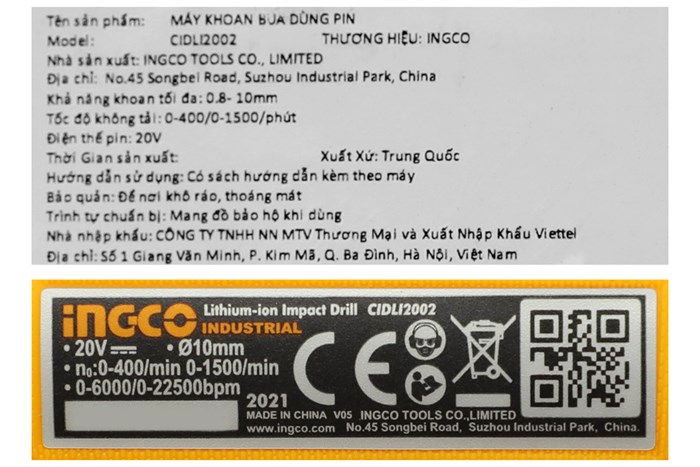 Tên sản phẩm: MÁY KHOAN BÚA DÙNG PIN
Model: CIDLI2002 THƯƠNG HIỆU: INGCO
Nhà sản xuất: INGCO TOOLS CO., LIMITED
Địa chỉ: No.45 Songbei Road, Suzhou Industrial Park, China
Khả năng khoan tối đa: 0.8- 10mm
Tốc độ không tải: 0-400/0-1500/phút
Điện thế pin: 20V
Thời Gian sản xuất: Xuất Xứ: Trung Quốc
Hướng dẫn sử dụng: Có sách hướng dẫn kèm theo máy
Bảo quản: Để nơi khô ráo, thoáng mát
Trình tự chuẩn bị: Mang đồ bảo hộ khi dùng
Nhà nhập khẩu: CÔNG TY TNHH NN MTV Thương Mại và Xuất Nhập Khẩu Viettel
Địa chỉ: Số 1 Giang Văn Minh, P. Kim Mã, Q. Ba Đình, Hà Nội, Việt Nam
INGCO INDUSTRIAL Lithium-ion Impact Drill CIDLI2002
• 20V • Ø10mm
• n₀:0-400/min 0-1500/min
• 0-6000/0-22500bpm
2021
CE
MADE IN CHINA V05 INGCO TOOLS CO.,LIMITED
www.ingco.com No.45 Songbei Road, Suzhou Industrial Park, China.